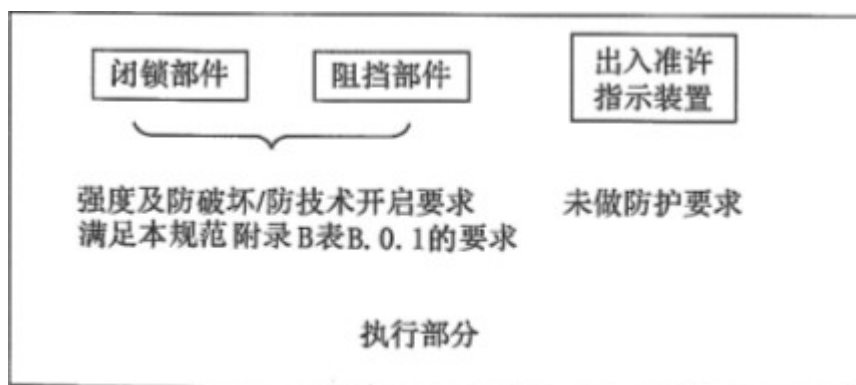 闭锁部件
阻挡部件
出入准许
指示装置
强度及防破坏/防技术开启要求
满足本规范附录B表B.0.1的要求
未做防护要求
执行部分